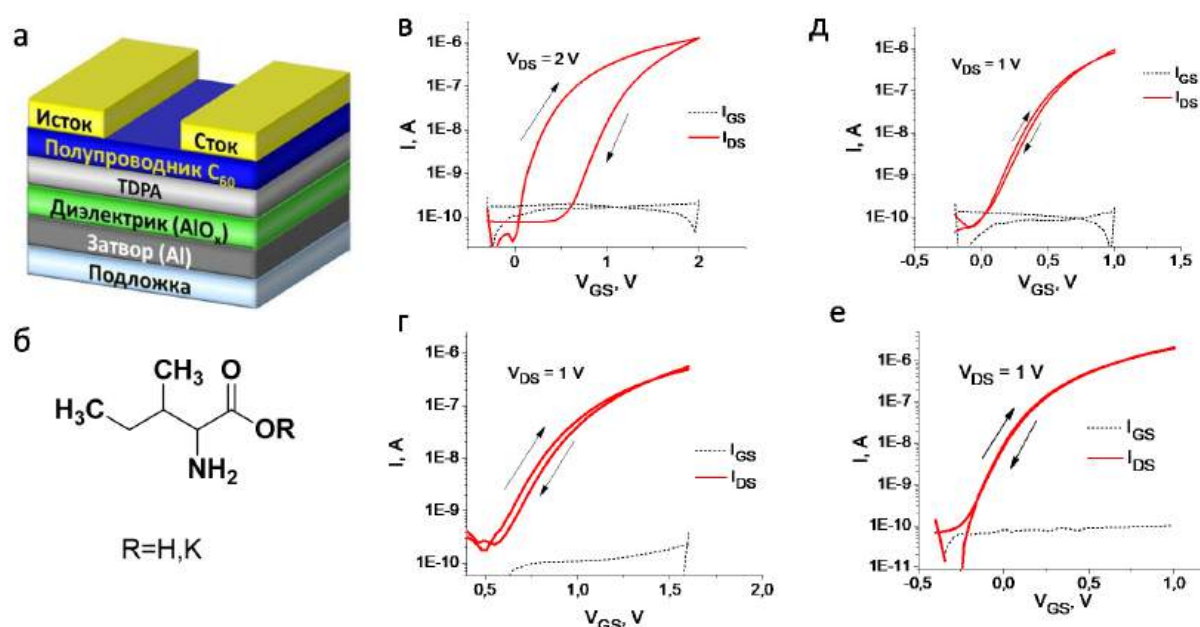 а
Исток
Сток
Полупроводник C60
TDPA
Диэлектрик (AlOx)
Затвор (Al)
Подложка
б
CH3
O
H3C
OR
NH2
R=H,K
в
1E-6
1E-7
1E-8
1E-9
1E-10
I, A
VDS = 2 V
IGS
IDS
0
1
2
VGS, V
д
1E-6
1E-7
1E-8
1E-9
1E-10
I, A
VDS = 1 V
IGS
IDS
-0,5
0,0
0,5
1,0
1,5
VGS, V
г
1E-6
1E-7
1E-8
1E-9
1E-10
I, A
VDS = 1 V
IGS
IDS
0,5
1,0
1,5
2,0
VGS, V
е
1E-6
1E-7
1E-8
1E-9
1E-10
1E-11
I, A
VDS = 1 V
IGS
IDS
-0,5
0,0
0,5
1,0
VGS, V